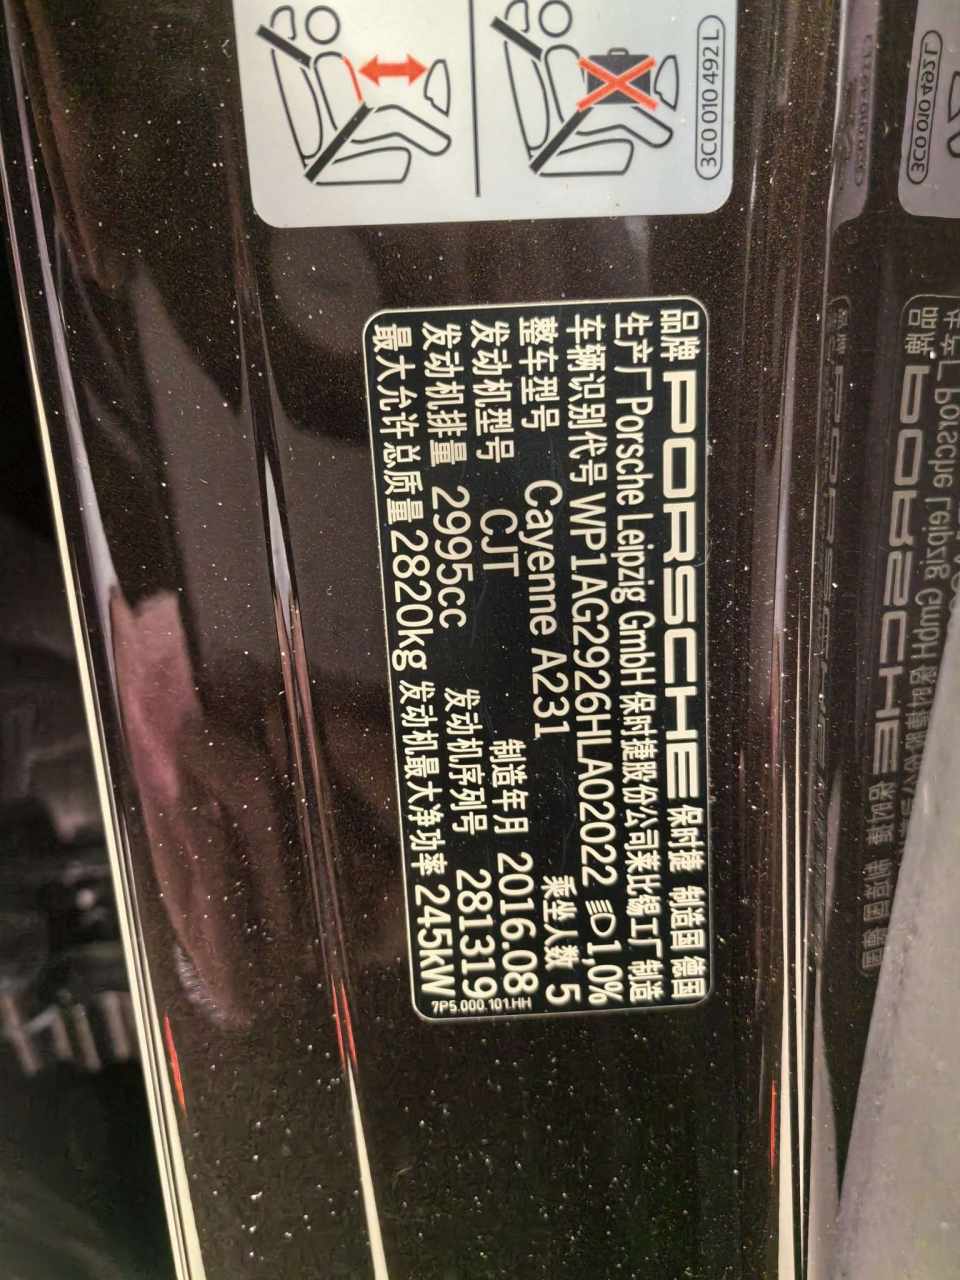 3C0 010 492 L
品牌 PORSCHE 保时捷 制造国 德国
生产厂 Porsche Leipzig GmbH 保时捷股份公司莱比锡工厂 制造
车辆识别代号 WP1AG2926HLA02022 1,0%
整车型号 Cayenne A231 乘坐人数 5
发动机型号 CJT 制造年月 2016.08
发动机排量 2995cc 发动机序列号 281319
最大允许总质量 2820kg 发动机最大净功率 245kW
7P5.000.101.HH